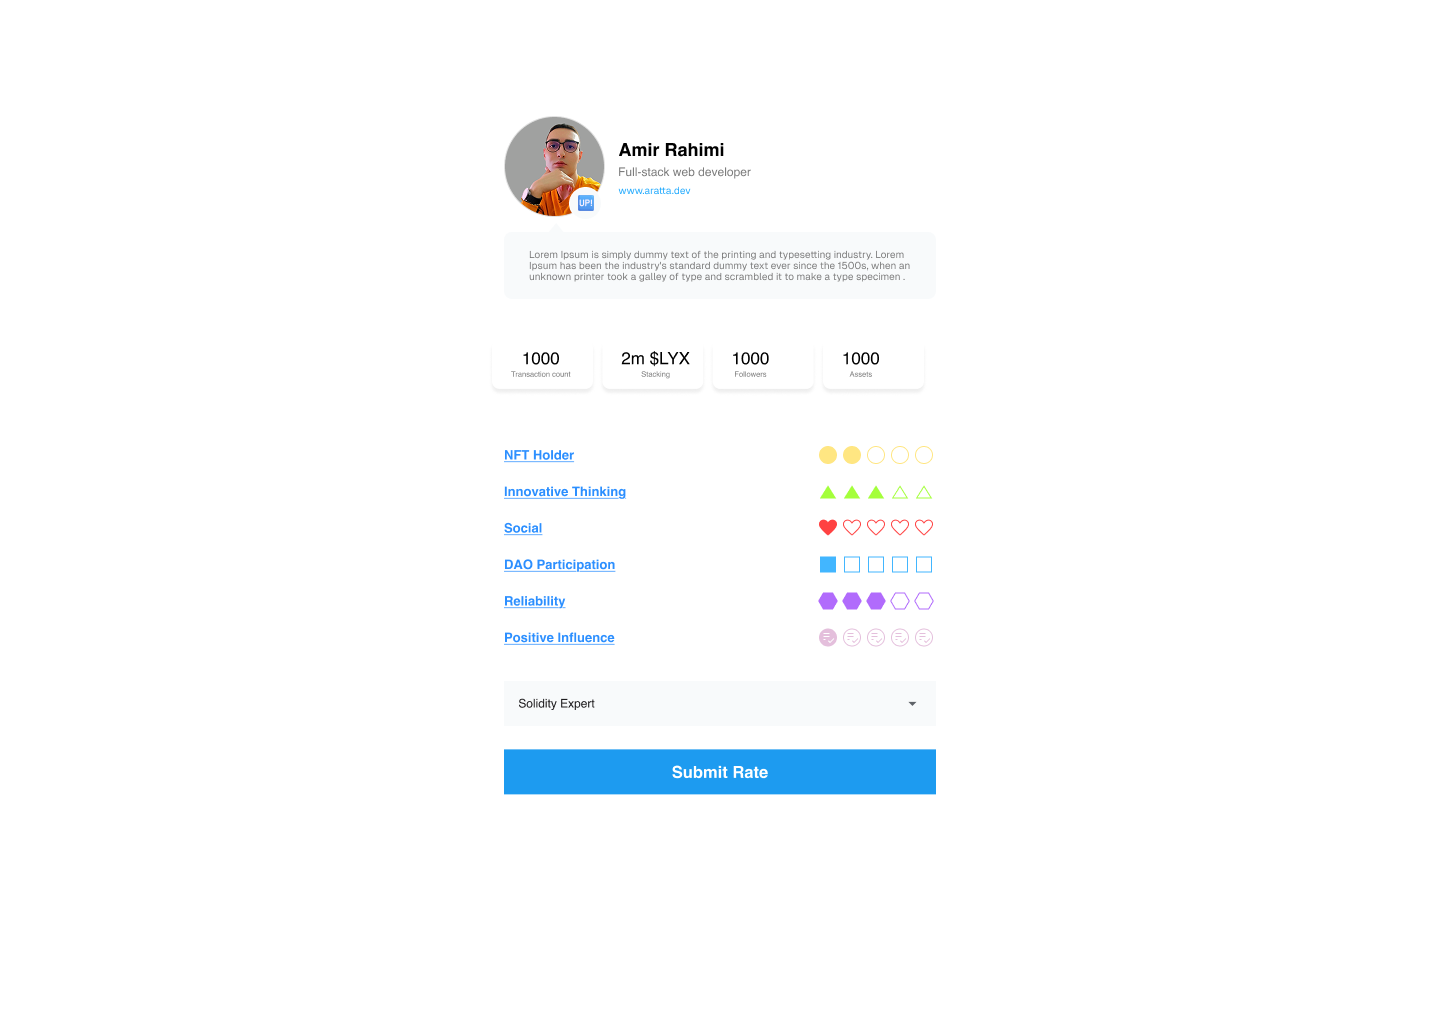 Amir Rahimi
Full-stack web developer
www.aratta.dev
UP!
Lorem Ipsum is simply dummy text of the printing and typesetting industry. Lorem
Ipsum has been the industry's standard dummy text ever since the 1500s, when an
unknown printer took a galley of type and scrambled it to make a type specimen .
1000
Transaction count
2m $LYX
Stacking
1000
Followers
1000
Assets
NFT Holder
Innovative Thinking
Social
DAO Participation
Reliability
Positive Influence
Solidity Expert
Submit Rate